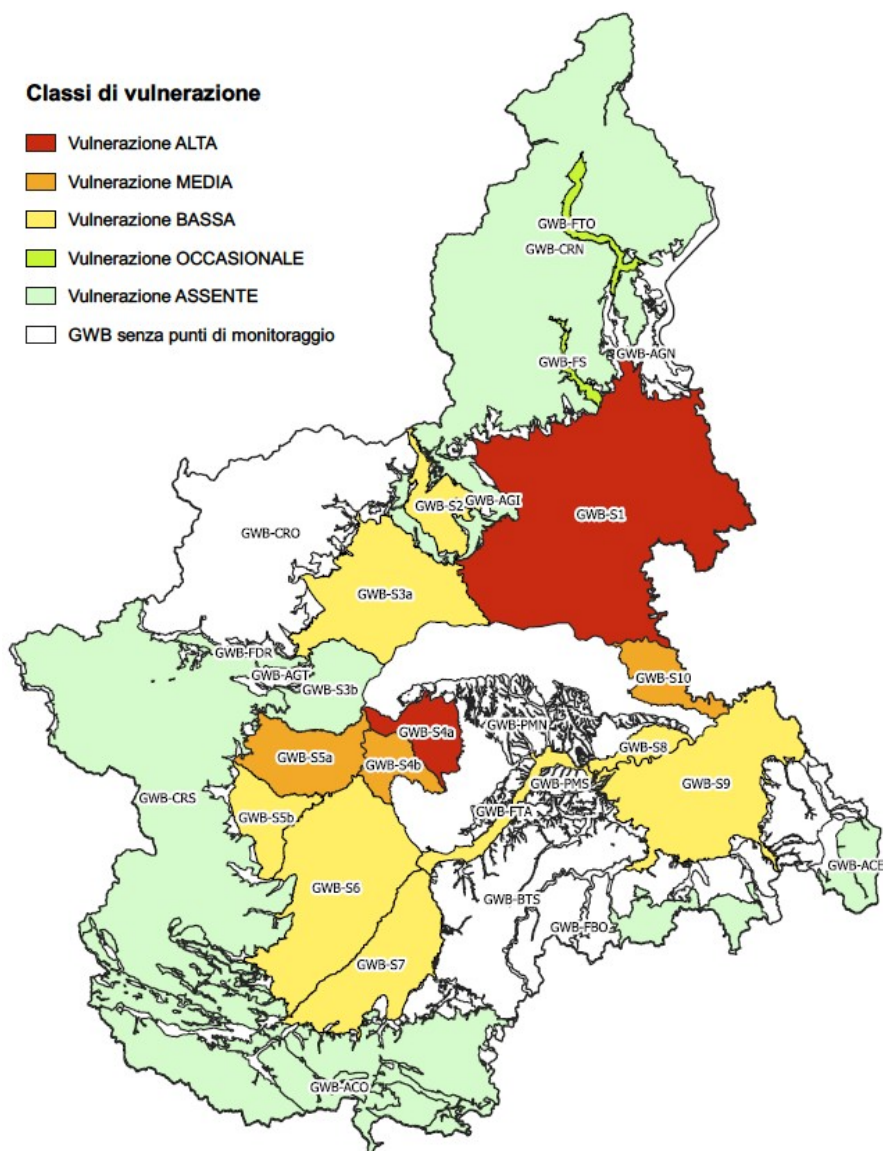 Classi di vulnerazione
Vulnerazione ALTA
Vulnerazione MEDIA
Vulnerazione BASSA
Vulnerazione OCCASIONALE
Vulnerazione ASSENTE
GWB senza punti di monitoraggio
GWB-FTO
GWB-CRN
GWB-FS
GWB-AGN
GWB-S2
GWB-AGI
GWB-S1
GWB-CRO
GWB-S3a
GWB-FDR
GWB-AGT
GWB-S3b
GWB-S10
GWB-PMN
GWB-S4a
GWB-S8
GWB-S5a
GWB-S4b
GWB-PMS
GWB-S9
GWB-CRS
GWB-FTA
GWB-S5b
GWB-ACE
GWB-S6
GWB-BTS
GWB-FBO
GWB-S7
GWB-ACO